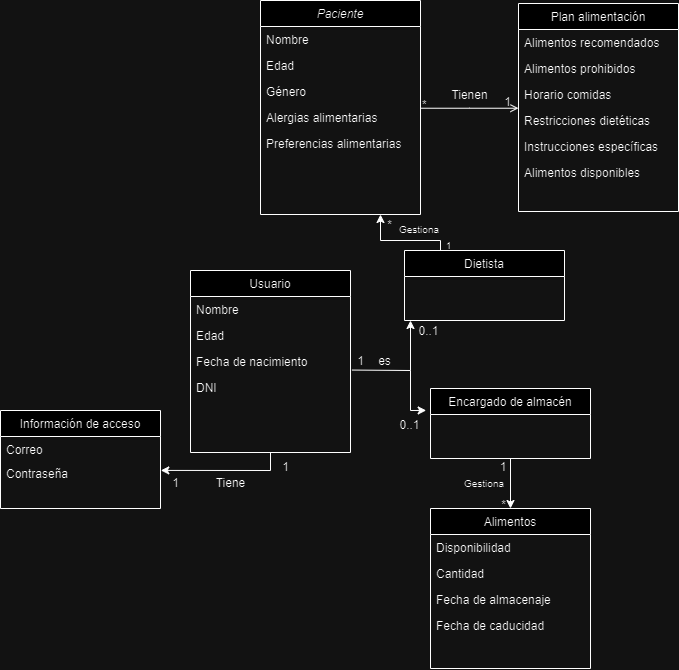 Paciente
Nombre
Edad
Género
Alergias alimentarias
Preferencias alimentarias
* Tienen 1
Plan alimentación
Alimentos recomendados
Alimentos prohibidos
Horario comidas
Restricciones dietéticas
Instrucciones específicas
Alimentos disponibles
* Gestiona 1
Dietista
0..1
Usuario
Nombre
Edad
Fecha de nacimiento
DNI
1 es
0..1
Encargado de almacén
Información de acceso
Correo
Contraseña
1 Tiene 1
1
Gestiona
*
Alimentos
Disponibilidad
Cantidad
Fecha de almacenaje
Fecha de caducidad